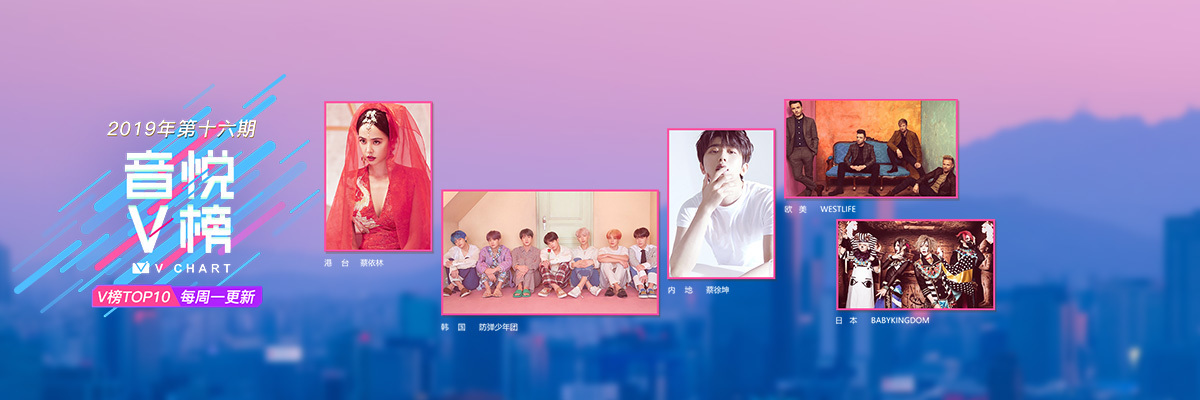 2019年第十六期
音悦
V榜
V CHART
V榜TOP10 每周一更新
港 台 蔡依林
韩 国 防弹少年团
内 地 蔡徐坤
欧 美 WESTLIFE
日 本 BABYKINGDOM